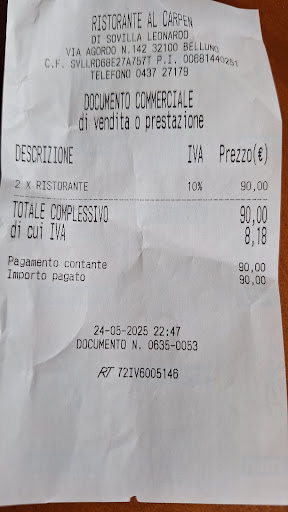 RISTORANTE AL CARPEN
DI SOVILLA LEONARDO
VIA AGORDO N.142 32100 BELLUNO
C.F. SVLLRD68E27A757T P.I. 00681440251
TELEFONO 0437 27179
DOCUMENTO COMMERCIALE
di vendita o prestazione
DESCRIZIONE IVA Prezzo(€)
2 X RISTORANTE 10% 90,00
TOTALE COMPLESSIVO 90,00
di cui IVA 8,18
Pagamento contante 90,00
Importo pagato 90,00
24-05-2025 22:47
DOCUMENTO N. 0635-0053
RT 72IV6005146